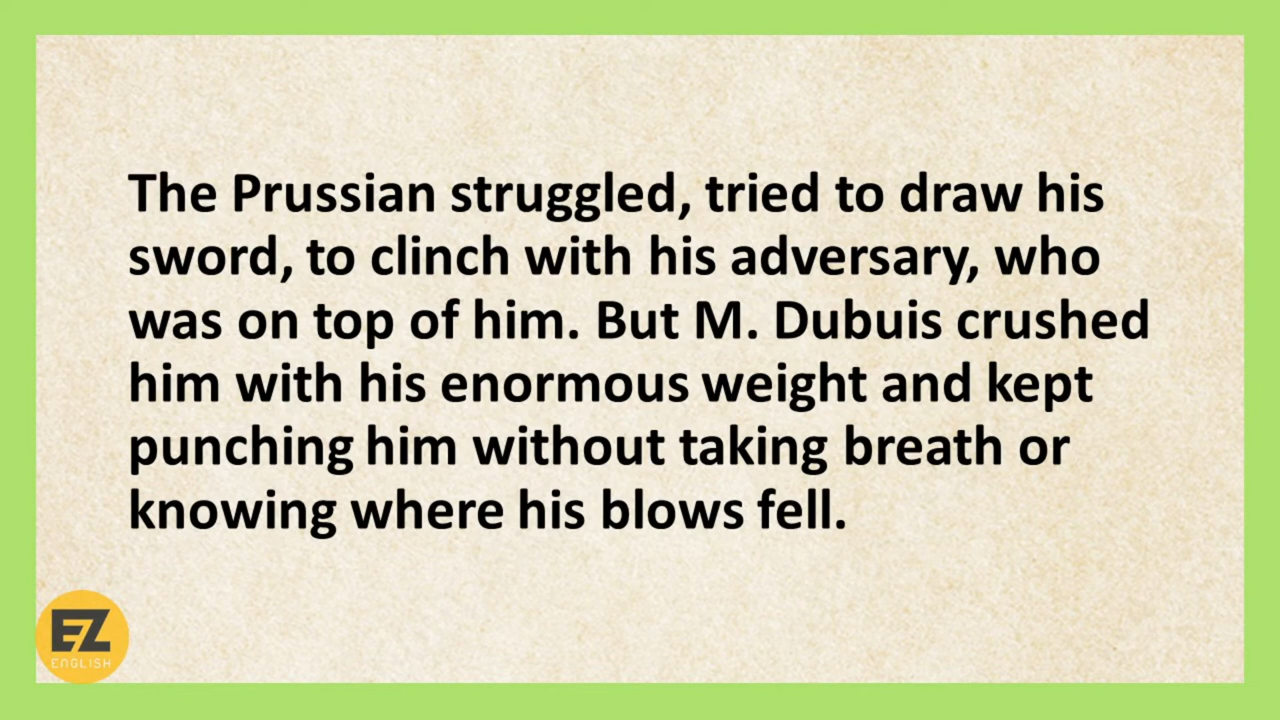 The Prussian struggled, tried to draw his
sword, to clinch with his adversary, who
was on top of him. But M. Dubuis crushed
him with his enormous weight and kept
punching him without taking breath or
knowing where his blows fell.
EZ
ENGLISH